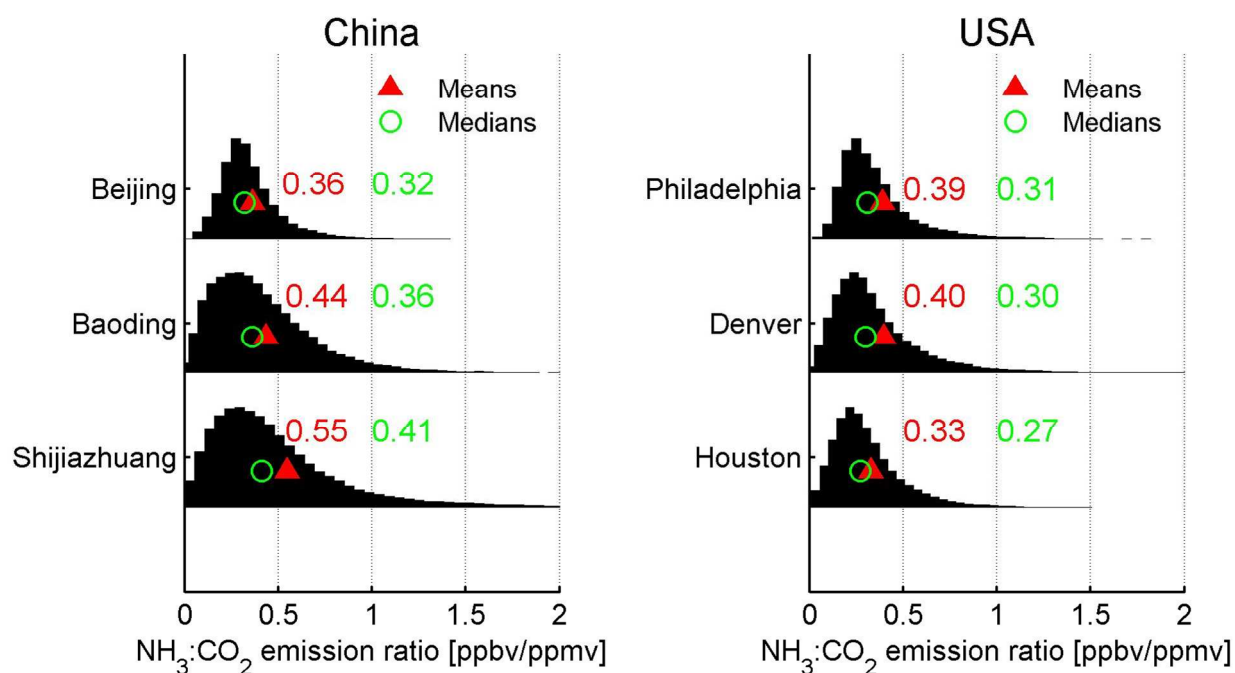 China
Means
Medians
Beijing
0.36
0.32
Baoding
0.44
0.36
Shijiazhuang
0.55
0.41
0 0.5 1 1.5 2
NH₃:CO₂ emission ratio [ppbv/ppmv]
USA
Means
Medians
Philadelphia
0.39
0.31
Denver
0.40
0.30
Houston
0.33
0.27
0 0.5 1 1.5 2
NH₃:CO₂ emission ratio [ppbv/ppmv]